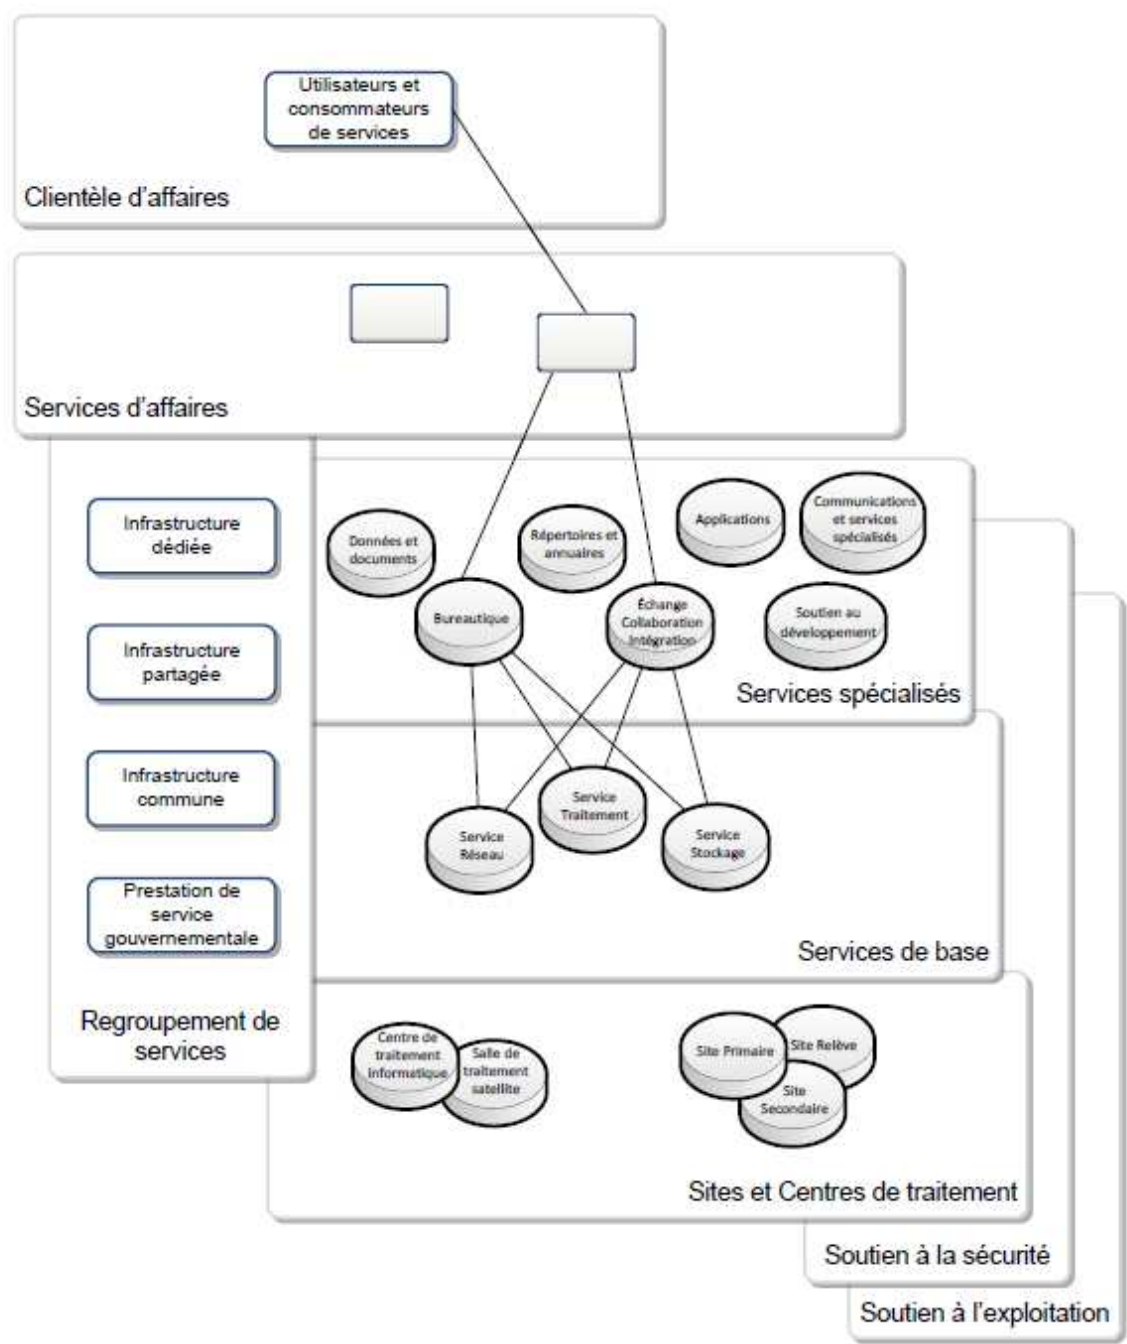 Utilisateurs et
consommateurs
de services
Clientèle d'affaires
Services d'affaires
Infrastructure
dédiée
Infrastructure
partagée
Infrastructure
commune
Prestation de
service
gouvernementale
Regroupement de
services
Données et
documents
Répertoires et
annuaires
Applications
Communications
et services
spécialisés
Bureautique
Échange
Collaboration
Intégration
Soutien au
développement
Services spécialisés
Service
Réseau
Service
Traitement
Service
Stockage
Services de base
Centre de
traitement
informatique
Salle de
traitement
satellite
Site Primaire
Site Relève
Site
Secondaire
Sites et Centres de traitement
Soutien à la sécurité
Soutien à l'exploitation